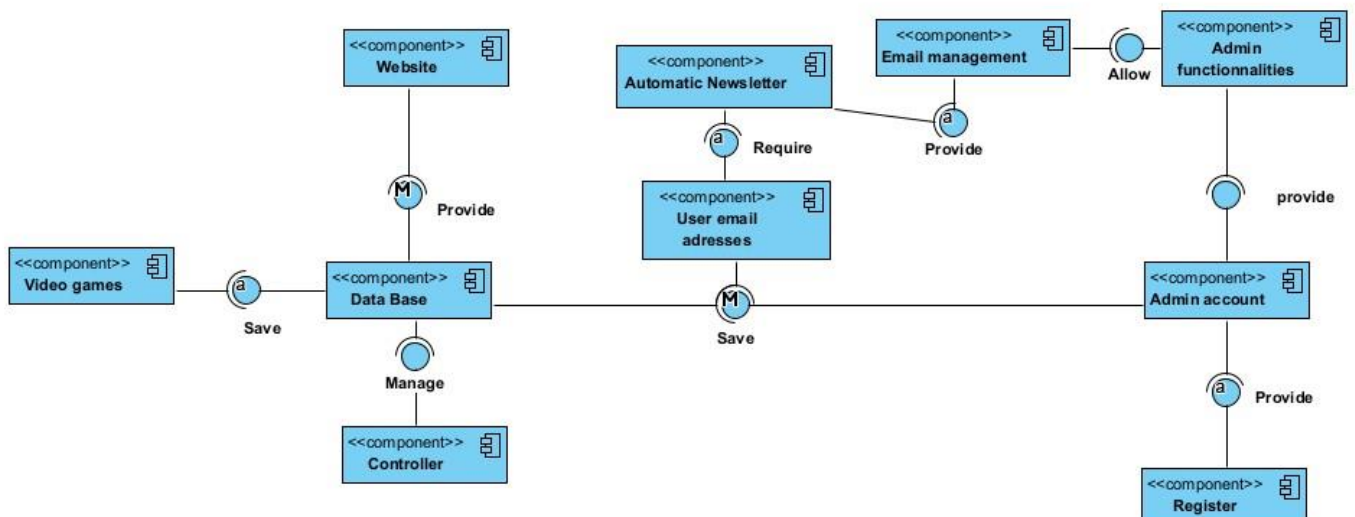 <<component>>
Website
<<component>>
Automatic Newsletter
<<component>>
Email management
Allow
<<component>>
Admin
functionnalities
a
Require
a
Provide
M
Provide
<<component>>
User email
adresses
provide
<<component>>
Video games
a
Save
<<component>>
Data Base
M
Save
<<component>>
Admin account
Manage
a
Provide
<<component>>
Controller
<<component>>
Register